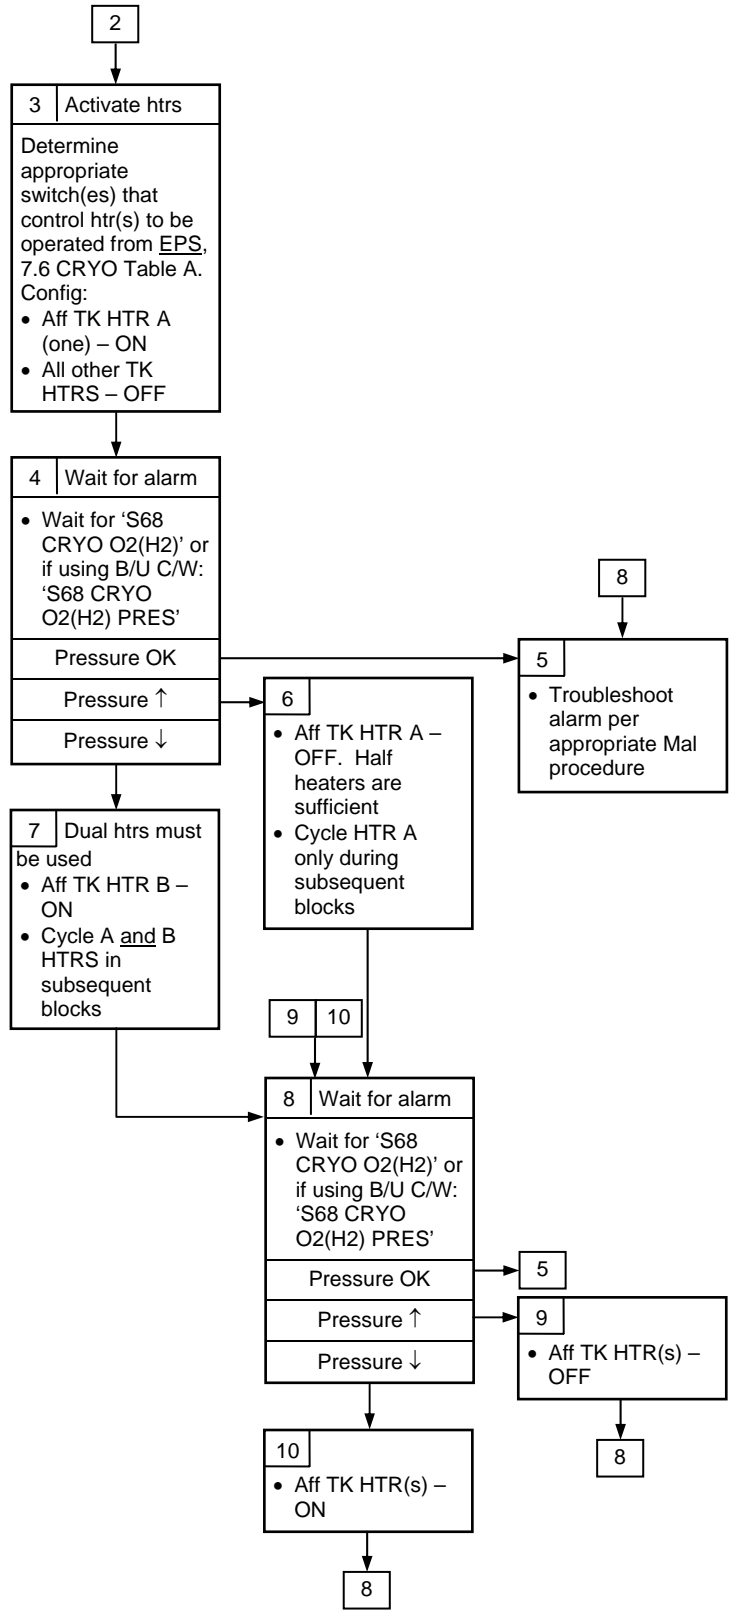 2
3 Activate htrs
Determine
appropriate
switch(es) that
control htr(s) to be
operated from EPS,
7.6 CRYO Table A.
Config:
• Aff TK HTR A
(one) – ON
• All other TK
HTRS – OFF
4 Wait for alarm
• Wait for ‘S68
CRYO O2(H2)’ or
if using B/U C/W:
‘S68 CRYO
O2(H2) PRES’
Pressure OK
Pressure ↑
Pressure ↓
8
5
• Troubleshoot
alarm per
appropriate Mal
procedure
6
• Aff TK HTR A –
OFF. Half
heaters are
sufficient
• Cycle HTR A
only during
subsequent
blocks
7 Dual htrs must
be used
• Aff TK HTR B –
ON
• Cycle A and B
HTRS in
subsequent
blocks
9 10
8 Wait for alarm
• Wait for ‘S68
CRYO O2(H2)’ or
if using B/U C/W:
‘S68 CRYO
O2(H2) PRES’
Pressure OK
Pressure ↑
Pressure ↓
5
9
• Aff TK HTR(s) –
OFF
8
10
• Aff TK HTR(s) –
ON
8